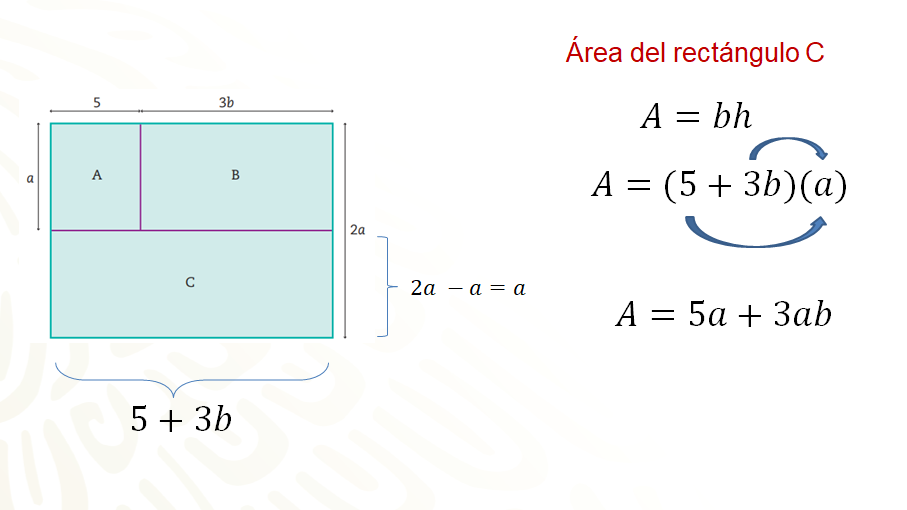 Área del rectángulo C
5
3b
a
A
B
2a
C
2a − a = a
5 + 3b
A = bh
A = (5 + 3b)(a)
A = 5a + 3ab